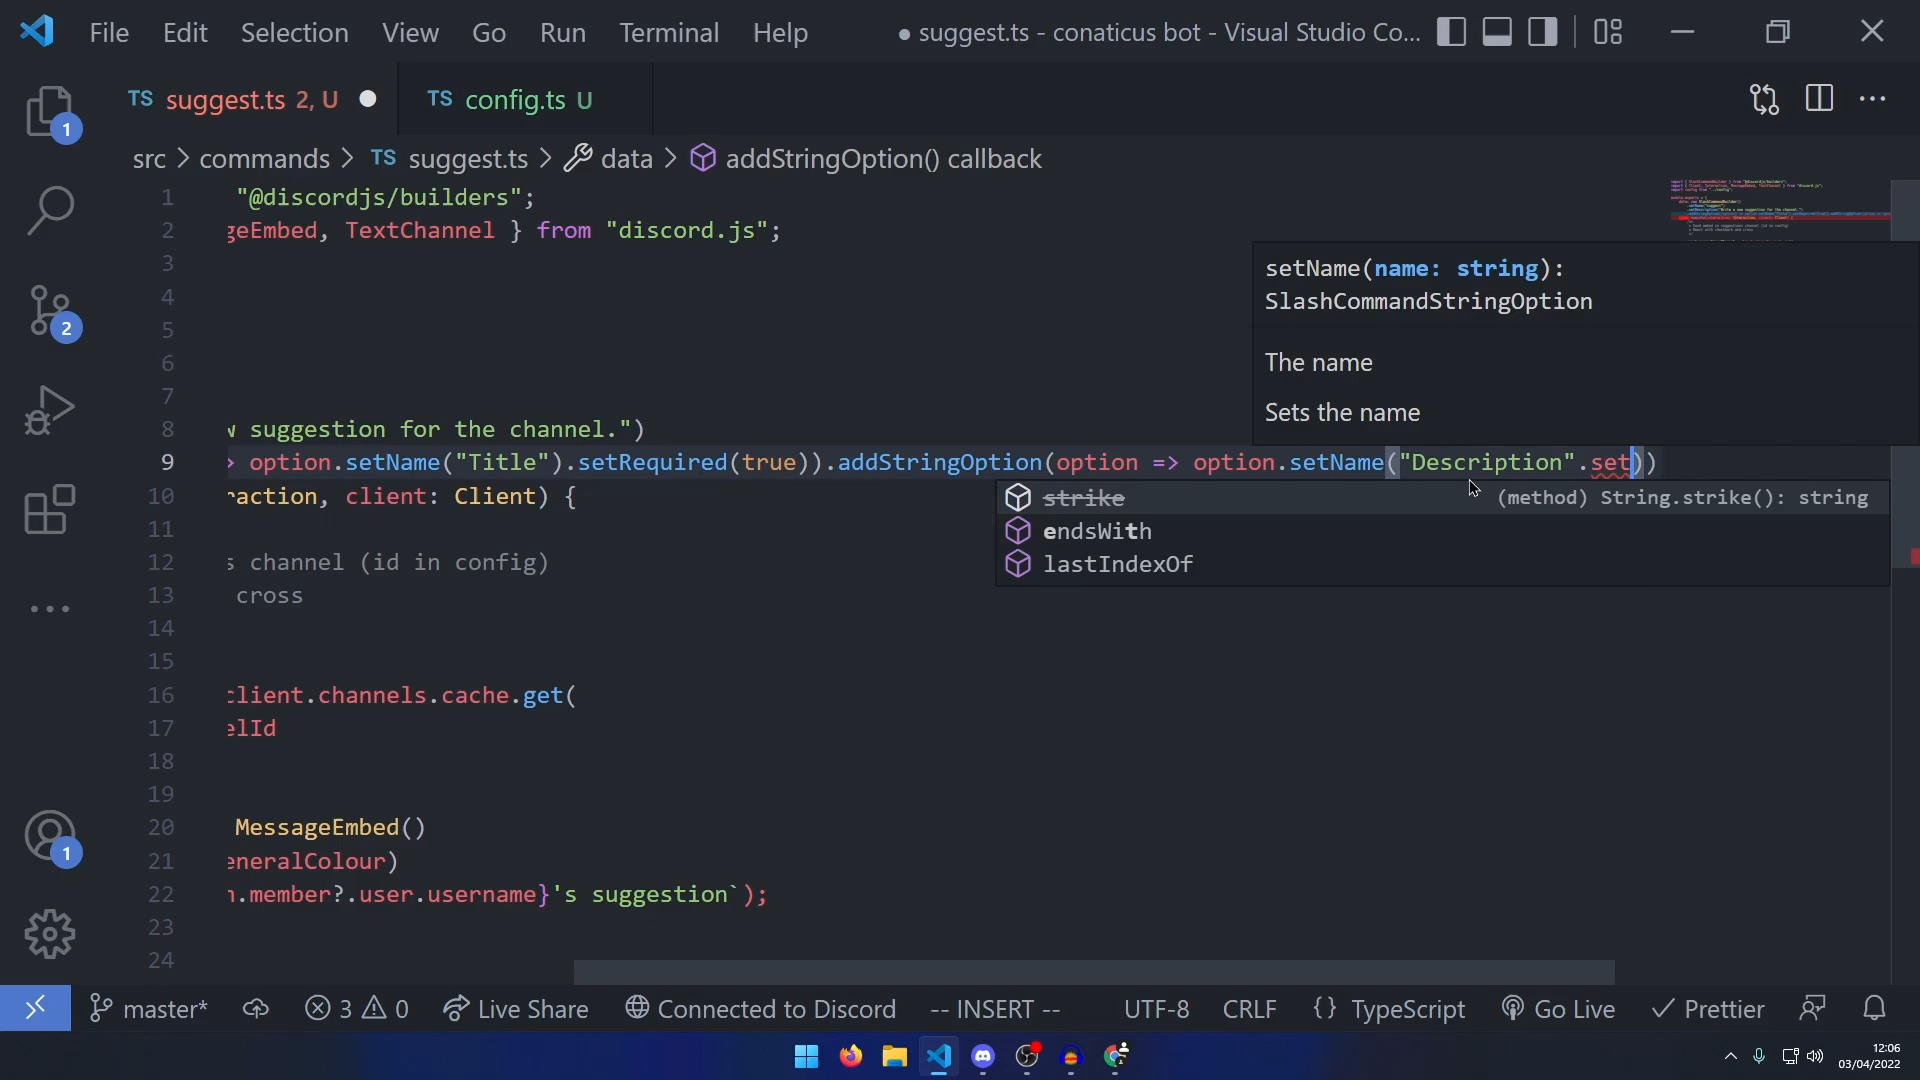 File Edit Selection View Go Run Terminal Help ● suggest.ts - conaticus bot - Visual Studio Co...
TS suggest.ts 2, U ● TS config.ts U
src > commands > TS suggest.ts > data > addStringOption() callback
1 "@discordjs/builders";
2 geEmbed, TextChannel } from "discord.js";
3
4
5
6
7
8 w suggestion for the channel.")
9 > option.setName("Title").setRequired(true)).addStringOption(option => option.setName("Description".set))
10 raction, client: Client) {
11
12 s channel (id in config)
13 cross
14
15
16 client.channels.cache.get(
17 elId
18
19
20 MessageEmbed()
21 eneralColour)
22 n.member?.user.username}'s suggestion`);
23
24
setName(name: string):
SlashCommandStringOption
The name
Sets the name
strike (method) String.strike(): string
endsWith
lastIndexOf
1
2
1
master* 3 0 Live Share Connected to Discord -- INSERT -- UTF-8 CRLF {} TypeScript Go Live Prettier
12:06
03/04/2022